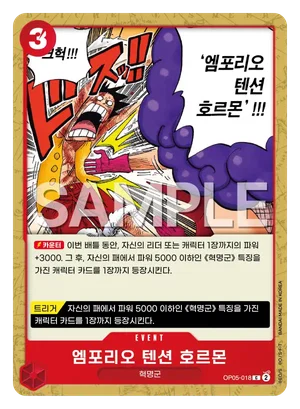 3
크헉!!!
'엠포리오
텐션
호르몬'!!!
SAMPLE
카운터 이번 배틀 동안, 자신의 리더 또는 캐릭터 1장까지의 파워
+3000. 그 후, 자신의 패에서 파워 5000 이하인 《혁명군》 특징을
가진 캐릭터 카드를 1장까지 등장시킨다.
트리거 자신의 패에서 파워 5000 이하인 《혁명군》 특징을 가진
캐릭터 카드를 1장까지 등장시킨다.
EVENT
엠포리오 텐션 호르몬
혁명군
OP05-018 C 2